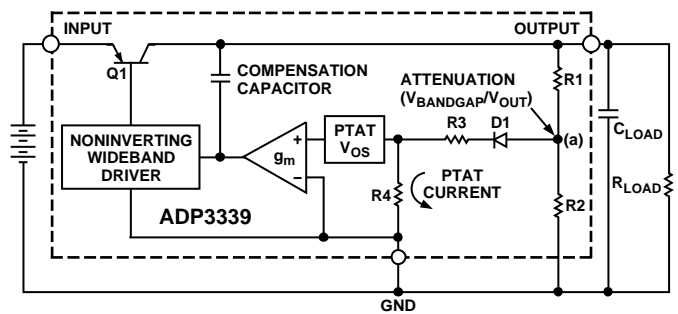 INPUT
OUTPUT
Q1
COMPENSATION
CAPACITOR
ATTENUATION
(VBANDGAP/VOUT)
R1
R3
D1
(a)
CLOAD
NONINVERTING
WIDEBAND
DRIVER
gm
+
–
PTAT
VOS
R4
PTAT
CURRENT
R2
RLOAD
ADP3339
GND